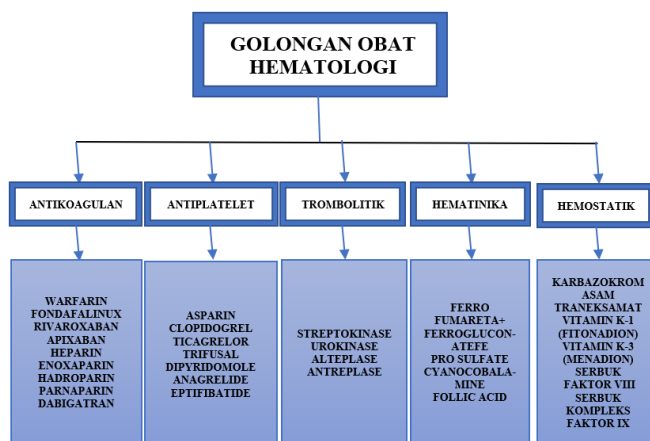 GOLONGAN OBAT
HEMATOLOGI
ANTIKOAGULAN
ANTIPLATELET
TROMBOLITIK
HEMATINIKA
HEMOSTATIK
WARFARIN
FONDAFALINUX
RIVAROXABAN
APIXABAN
HEPARIN
ENOXAPARIN
HADROPARIN
PARNAPARIN
DABIGATRAN
ASPARIN
CLOPIDOGREL
TICAGRELOR
TRIFUSAL
DIPYRIDOMOLE
ANAGRELIDE
EPTIFIBATIDE
STREPTOKINASE
UROKINASE
ALTEPLASE
ANTREPLASE
FERRO
FUMARETA+
FERROGLUCON-
ATEFE
PRO SULFATE
CYANOCOBALA-
MINE
FOLLIC ACID
KARBAZOKROM
ASAM
TRANEKSAMAT
VITAMIN K-1
(FITONADION)
VITAMIN K-3
(MENADION)
SERBUK
FAKTOR VIII
SERBUK
KOMPLEKS
FAKTOR IX